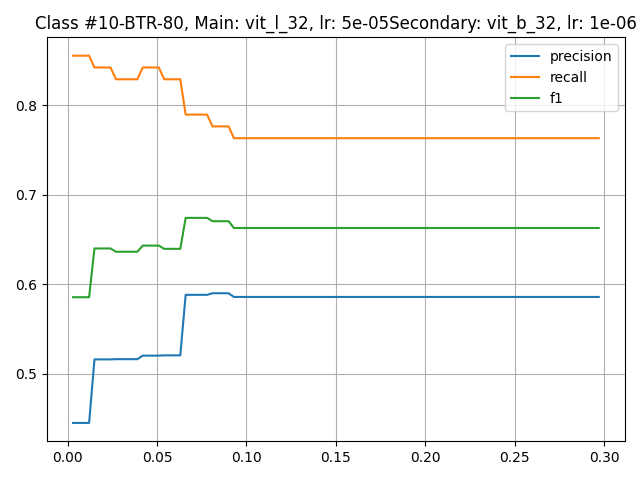 Class #10-BTR-80, Main: vit_l_32, lr: 5e-05Secondary: vit_b_32, lr: 1e-06
precision
recall
f1
0.8
0.7
0.6
0.5
0.00 0.05 0.10 0.15 0.20 0.25 0.30